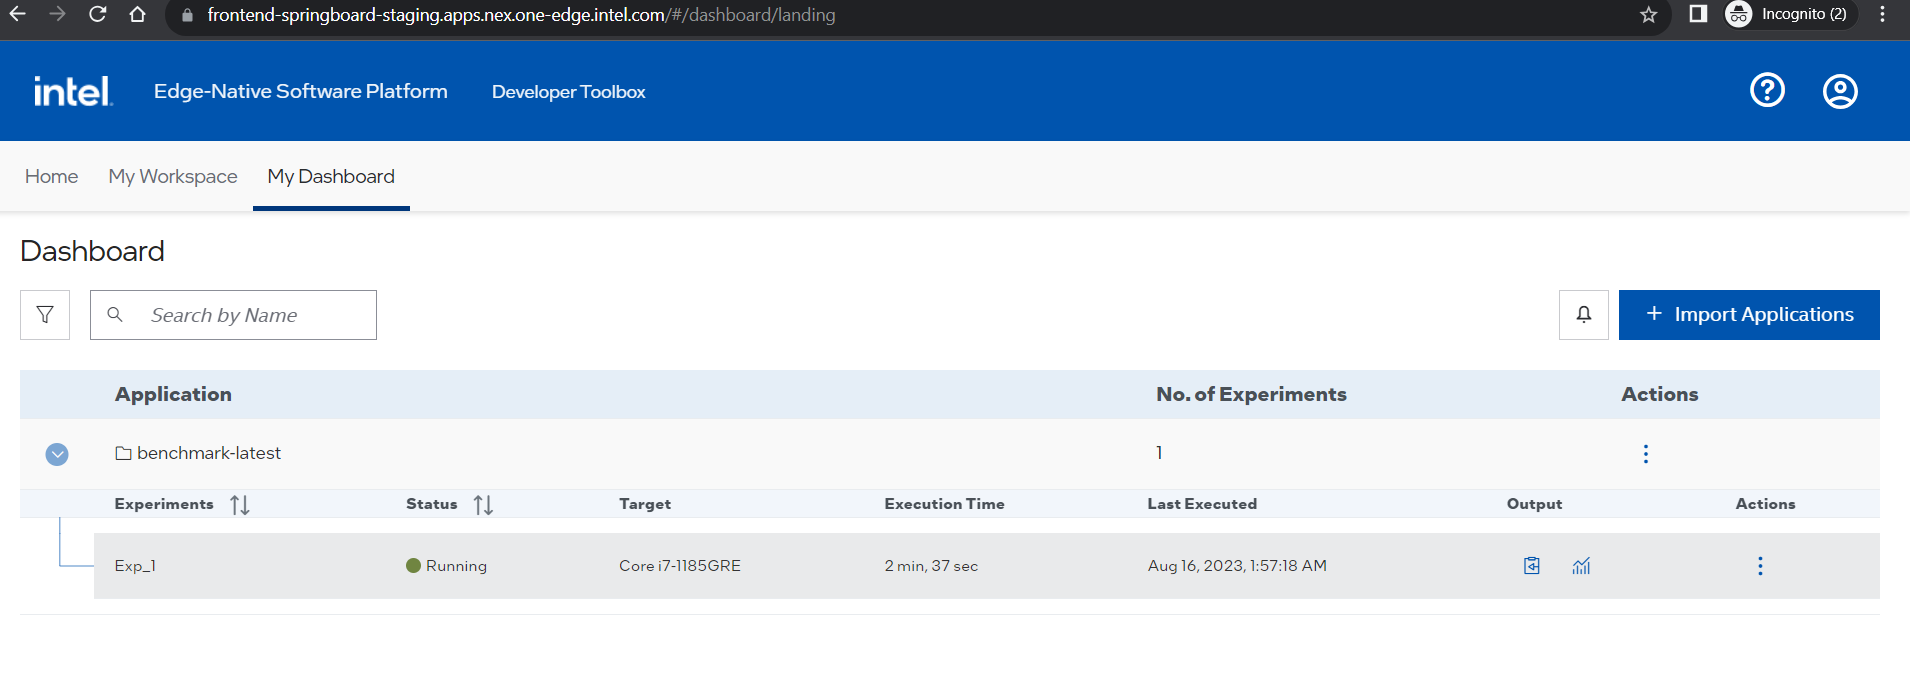 frontend-springboard-staging.apps.nex.one-edge.intel.com/#/dashboard/landing
Incognito (2)
intel.
Edge-Native Software Platform
Developer Toolbox
Home
My Workspace
My Dashboard
Dashboard
Search by Name
+ Import Applications
Application No. of Experiments Actions
benchmark-latest 1
Experiments Status Target Execution Time Last Executed Output Actions
Exp_1 Running Core i7-1185GRE 2 min, 37 sec Aug 16, 2023, 1:57:18 AM